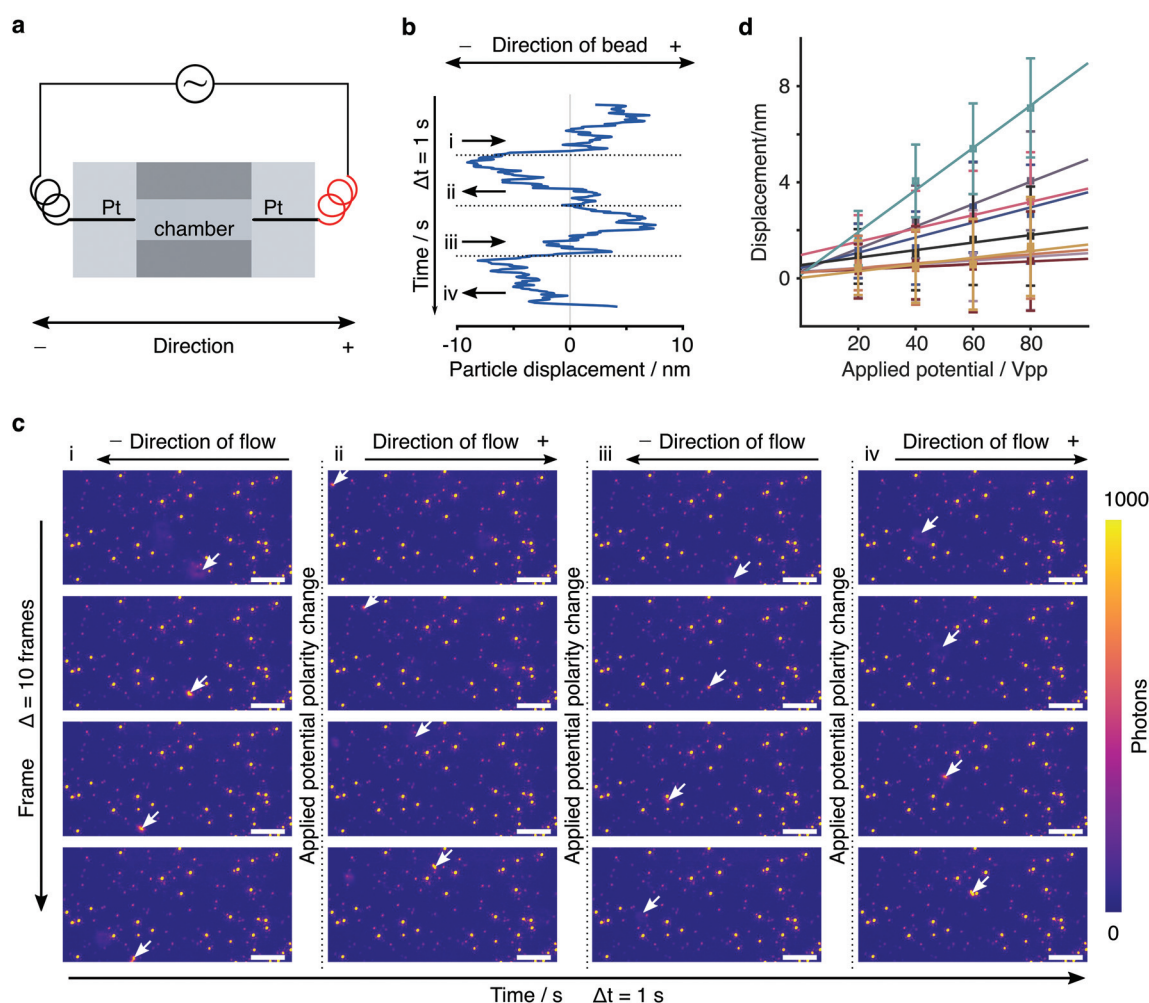 a
Pt
Pt
chamber
–
Direction
+
b
– Direction of bead +
Δt = 1 s
Time / s
i
ii
iii
iv
-10
0
10
Particle displacement / nm
d
Displacement/nm
8
4
0
20
40
60
80
Applied potential / Vpp
c
i
– Direction of flow
ii
Direction of flow +
iii
– Direction of flow
iv
Direction of flow +
Frame Δ = 10 frames
Applied potential polarity change
Applied potential polarity change
Applied potential polarity change
1000
Photons
0
Time / s Δt = 1 s